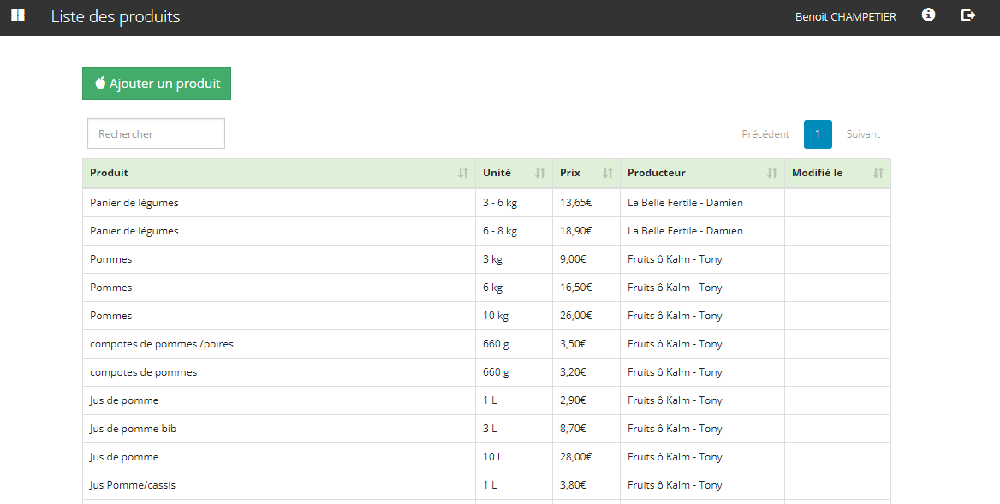 Liste des produits Benoit CHAMPETIER
Ajouter un produit
Rechercher Précédent 1 Suivant
Produit Unité Prix Producteur Modifié le
Panier de légumes 3 - 6 kg 13,65€ La Belle Fertile - Damien
Panier de légumes 6 - 8 kg 18,90€ La Belle Fertile - Damien
Pommes 3 kg 9,00€ Fruits ô Kalm - Tony
Pommes 6 kg 16,50€ Fruits ô Kalm - Tony
Pommes 10 kg 26,00€ Fruits ô Kalm - Tony
compotes de pommes /poires 660 g 3,50€ Fruits ô Kalm - Tony
compotes de pommes 660 g 3,20€ Fruits ô Kalm - Tony
Jus de pomme 1 L 2,90€ Fruits ô Kalm - Tony
Jus de pomme bib 3 L 8,70€ Fruits ô Kalm - Tony
Jus de pomme 10 L 28,00€ Fruits ô Kalm - Tony
Jus Pomme/cassis 1 L 3,80€ Fruits ô Kalm - Tony